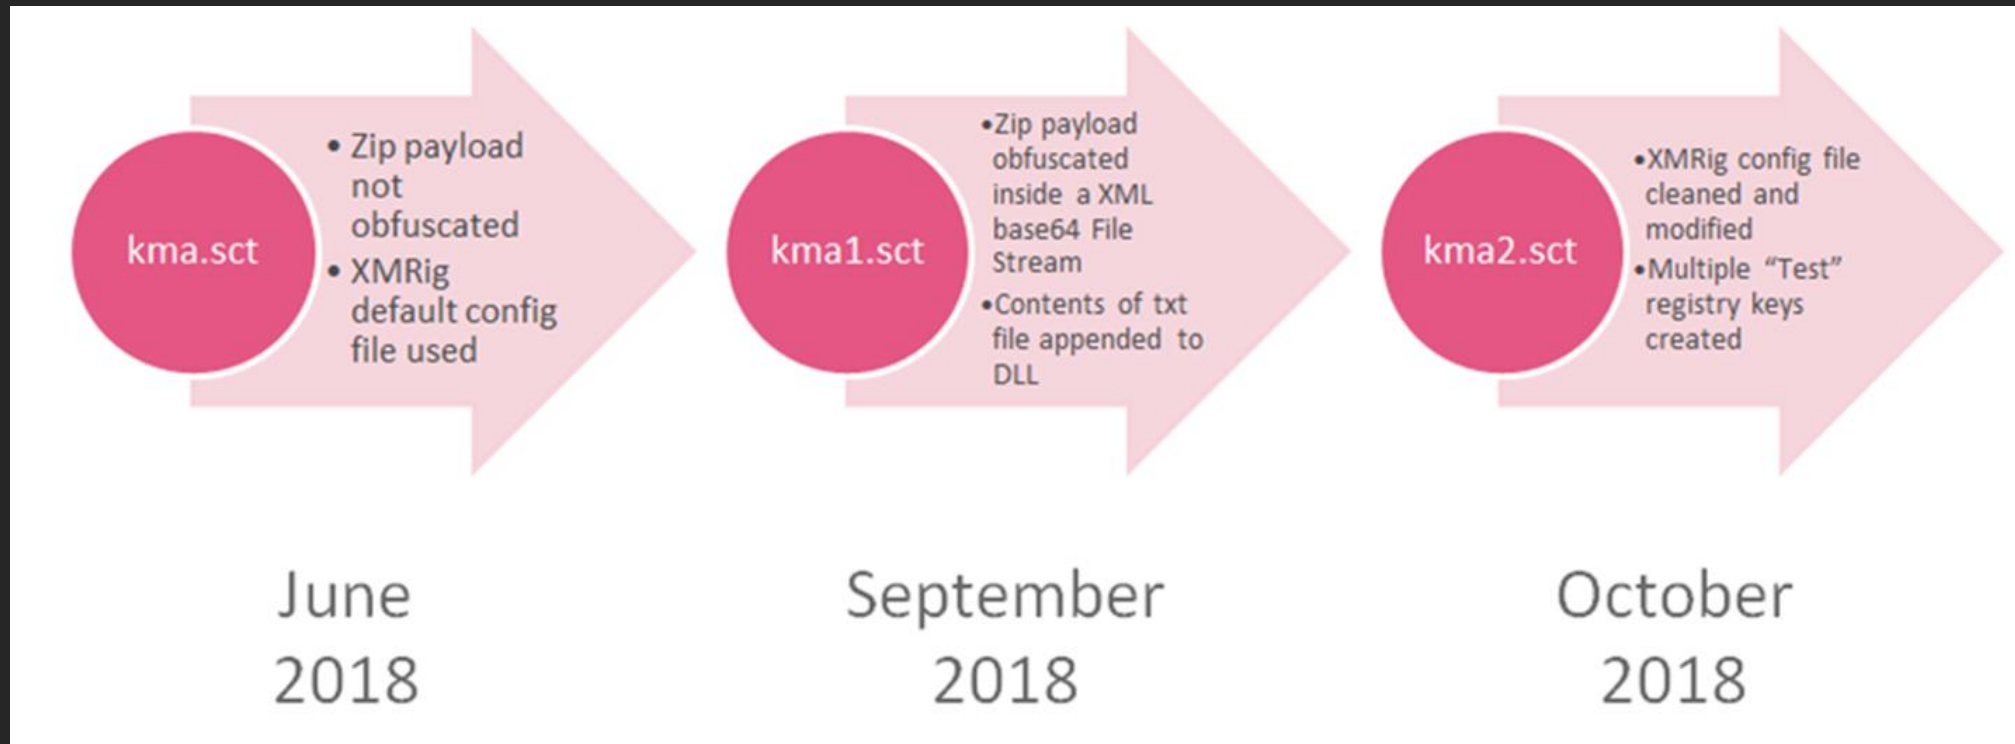 kma.sct
• Zip payload
not
obfuscated
• XMRig
default config
file used
kma1.sct
•Zip payload
obfuscated
inside a XML
base64 File
Stream
•Contents of txt
file appended to
DLL
kma2.sct
•XMRig config file
cleaned and
modified
•Multiple “Test”
registry keys
created
June
2018
September
2018
October
2018